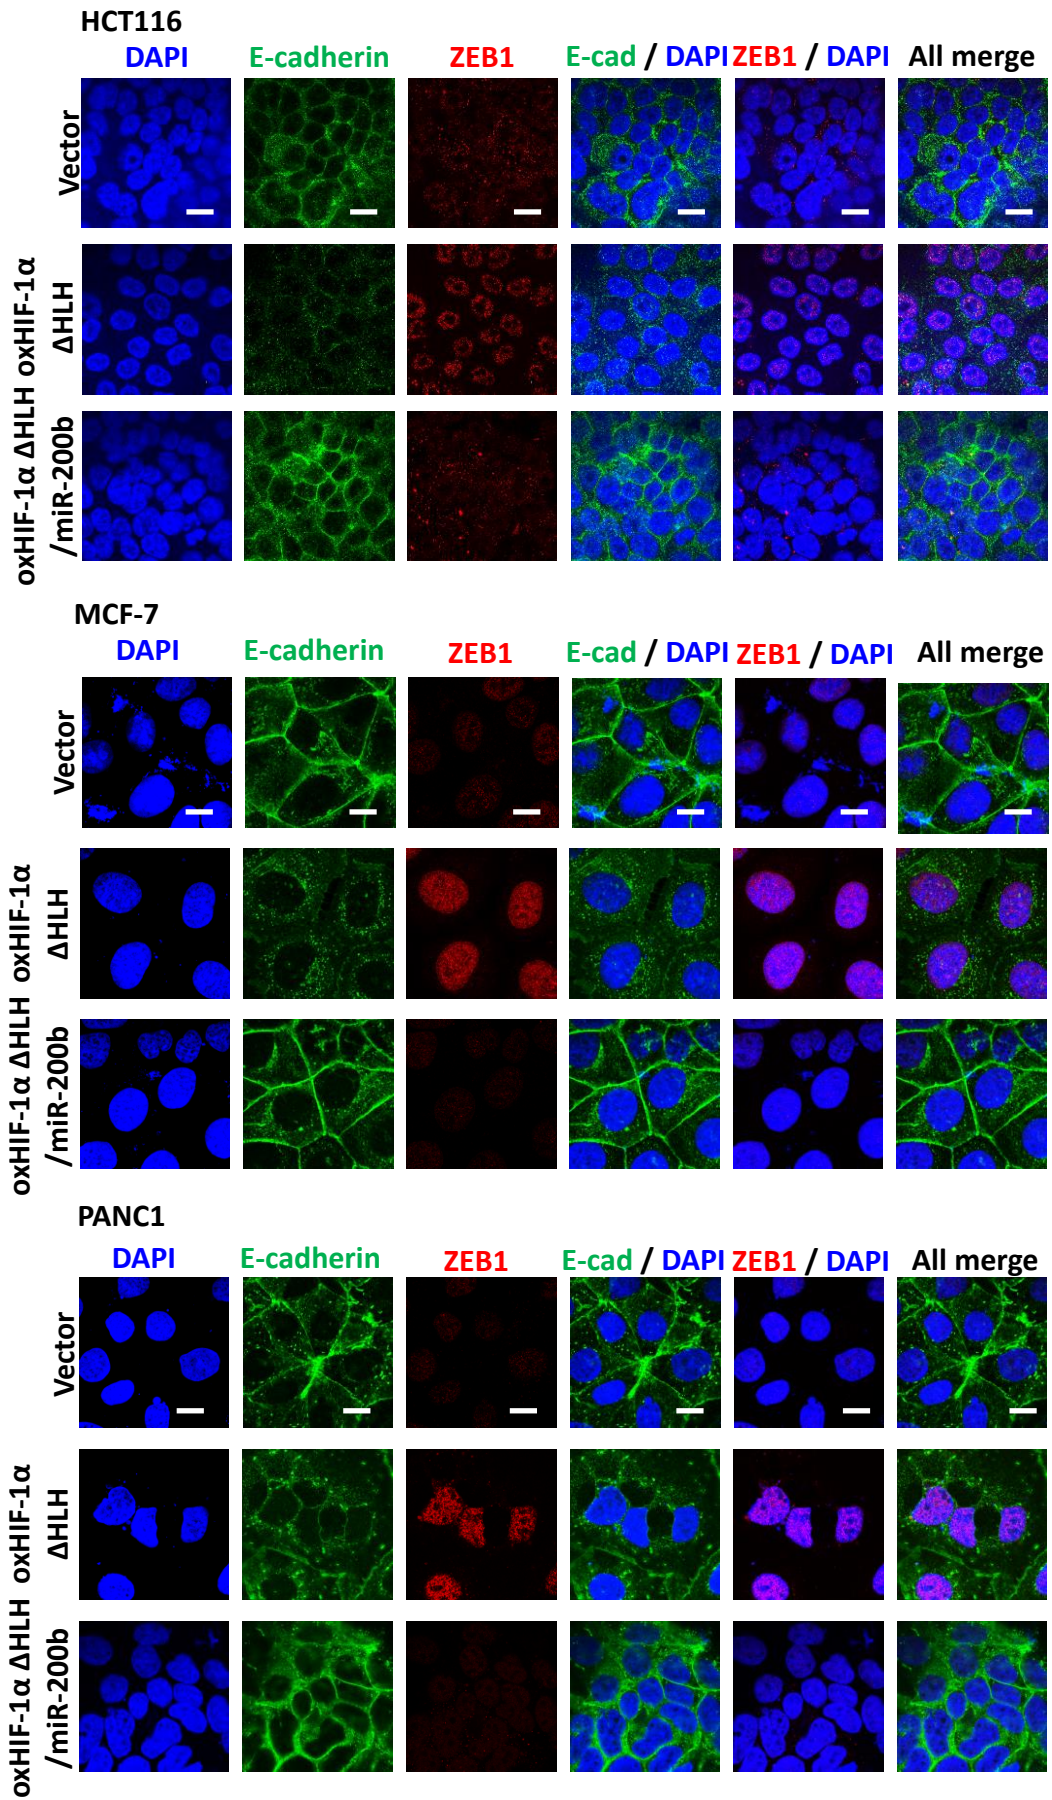 HCT116
DAPI E-cadherin ZEB1 E-cad / DAPI ZEB1 / DAPI All merge
Vector
oxHIF-1α
ΔHLH
oxHIF-1α ΔHLH
/miR-200b
MCF-7
DAPI E-cadherin ZEB1 E-cad / DAPI ZEB1 / DAPI All merge
Vector
oxHIF-1α
ΔHLH
oxHIF-1α ΔHLH
/miR-200b
PANC1
DAPI E-cadherin ZEB1 E-cad / DAPI ZEB1 / DAPI All merge
Vector
oxHIF-1α
ΔHLH
oxHIF-1α ΔHLH
/miR-200b